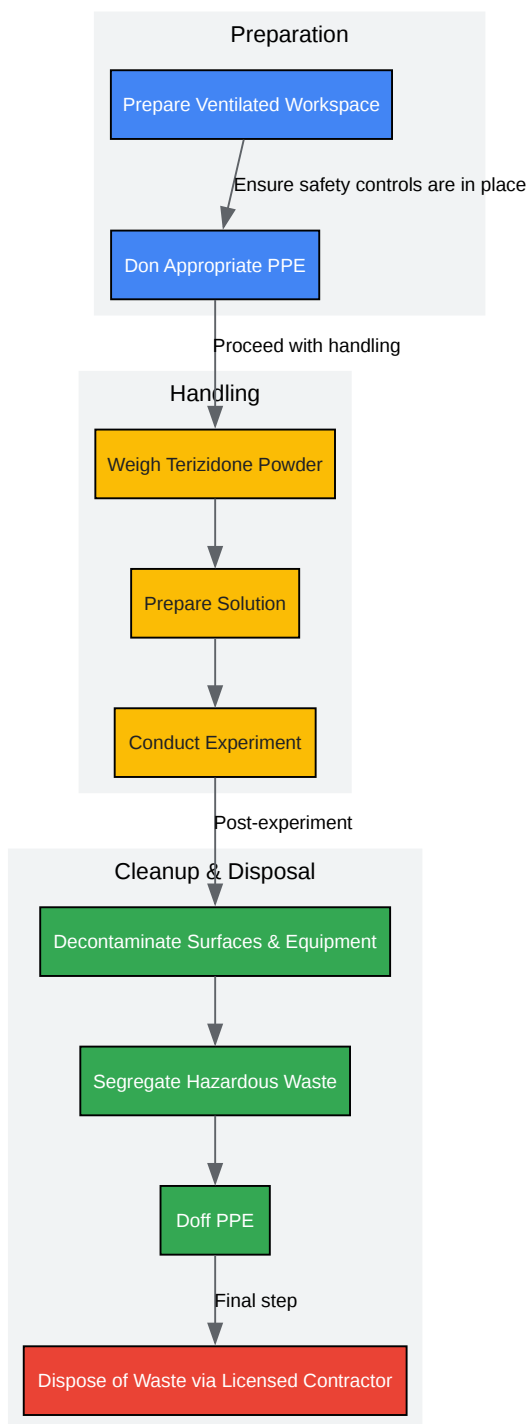 Preparation
Prepare Ventilated Workspace
Ensure safety controls are in place
Don Appropriate PPE
Proceed with handling
Handling
Weigh Terizidone Powder
Prepare Solution
Conduct Experiment
Post-experiment
Cleanup & Disposal
Decontaminate Surfaces & Equipment
Segregate Hazardous Waste
Doff PPE
Final step
Dispose of Waste via Licensed Contractor